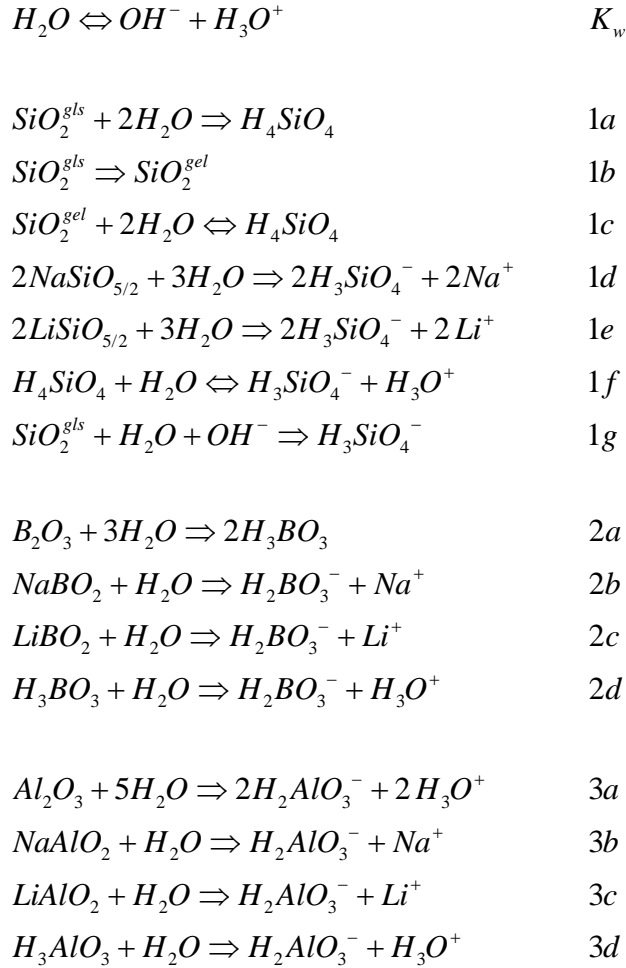 H₂O ⇔ OH⁻ + H₃O⁺ K_w
SiO₂^gls + 2H₂O ⇒ H₄SiO₄ 1a
SiO₂^gls ⇒ SiO₂^gel 1b
SiO₂^gel + 2H₂O ⇔ H₄SiO₄ 1c
2NaSiO₅/₂ + 3H₂O ⇒ 2H₃SiO₄⁻ + 2Na⁺ 1d
2LiSiO₅/₂ + 3H₂O ⇒ 2H₃SiO₄⁻ + 2Li⁺ 1e
H₄SiO₄ + H₂O ⇔ H₃SiO₄⁻ + H₃O⁺ 1f
SiO₂^gls + H₂O + OH⁻ ⇒ H₃SiO₄⁻ 1g
B₂O₃ + 3H₂O ⇒ 2H₃BO₃ 2a
NaBO₂ + H₂O ⇒ H₂BO₃⁻ + Na⁺ 2b
LiBO₂ + H₂O ⇒ H₂BO₃⁻ + Li⁺ 2c
H₃BO₃ + H₂O ⇒ H₂BO₃⁻ + H₃O⁺ 2d
Al₂O₃ + 5H₂O ⇒ 2H₂AlO₃⁻ + 2H₃O⁺ 3a
NaAlO₂ + H₂O ⇒ H₂AlO₃⁻ + Na⁺ 3b
LiAlO₂ + H₂O ⇒ H₂AlO₃⁻ + Li⁺ 3c
H₃AlO₃ + H₂O ⇒ H₂AlO₃⁻ + H₃O⁺ 3d